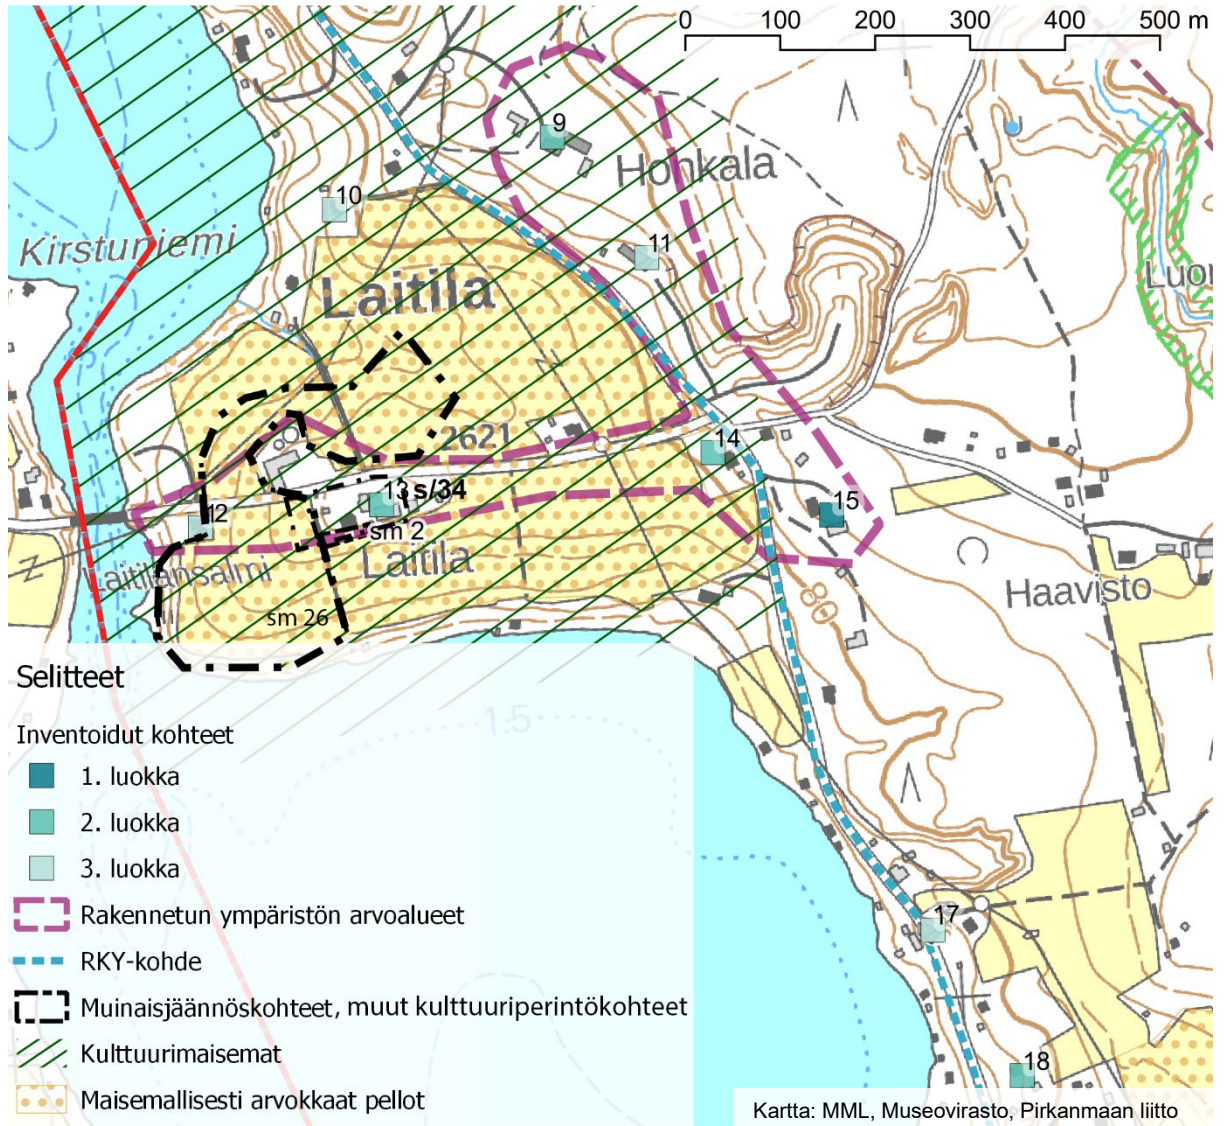 0 100 200 300 400 500 m
9
Honkala
10
Kirstuniemi
11
Luon
Laitila
2621
14
13 s/34
15
12
sm 2
Laitila
Laitilansalmi
80
Haavisto
sm 26
Selitteet
1.5
Inventoidut kohteet
1. luokka
2. luokka
3. luokka
Rakennetun ympäristön arvoalueet
17
RKY-kohde
Muinaisjäännöskohteet, muut kulttuuriperintökohteet
Kulttuurimaisemat
18
Maisemallisesti arvokkaat pellot
Kartta: MML, Museovirasto, Pirkanmaan liitto